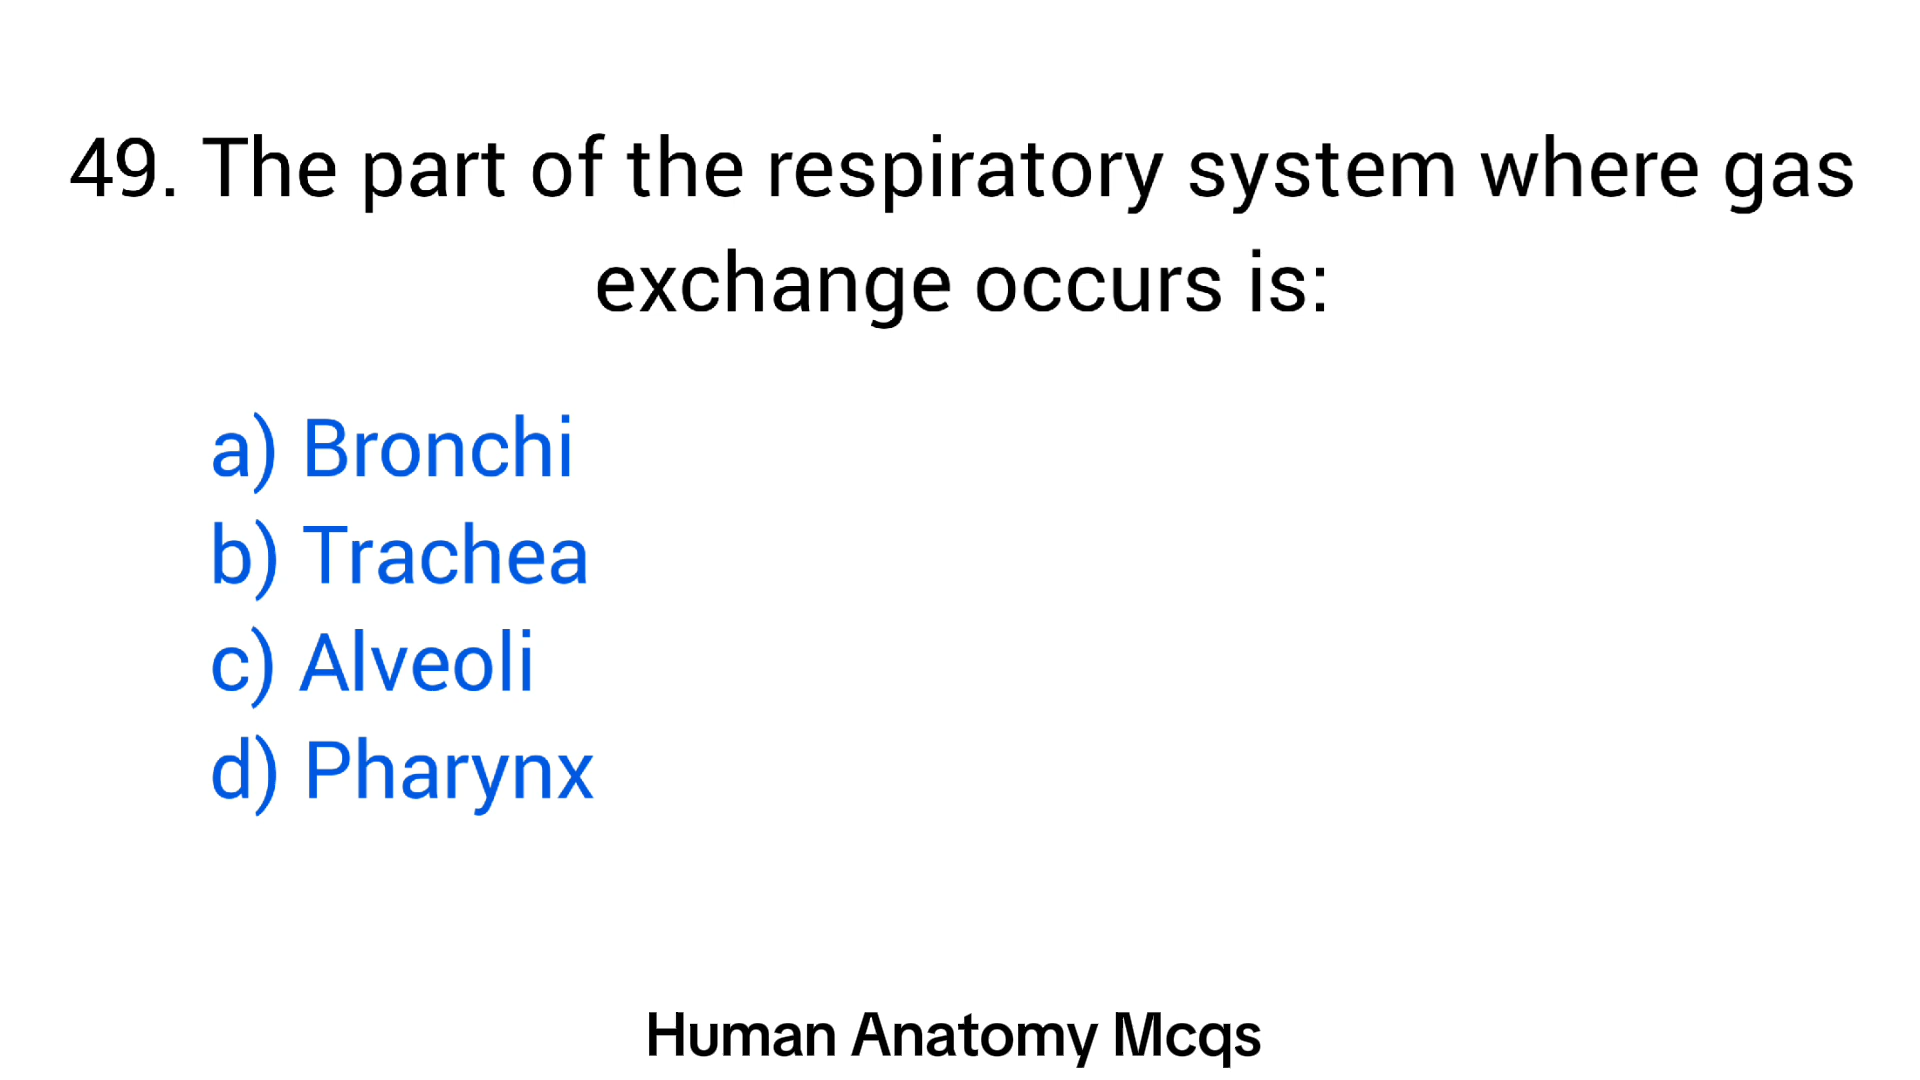 49. The part of the respiratory system where gas
exchange occurs is:
a) Bronchi
b) Trachea
c) Alveoli
d) Pharynx
Human Anatomy Mcqs